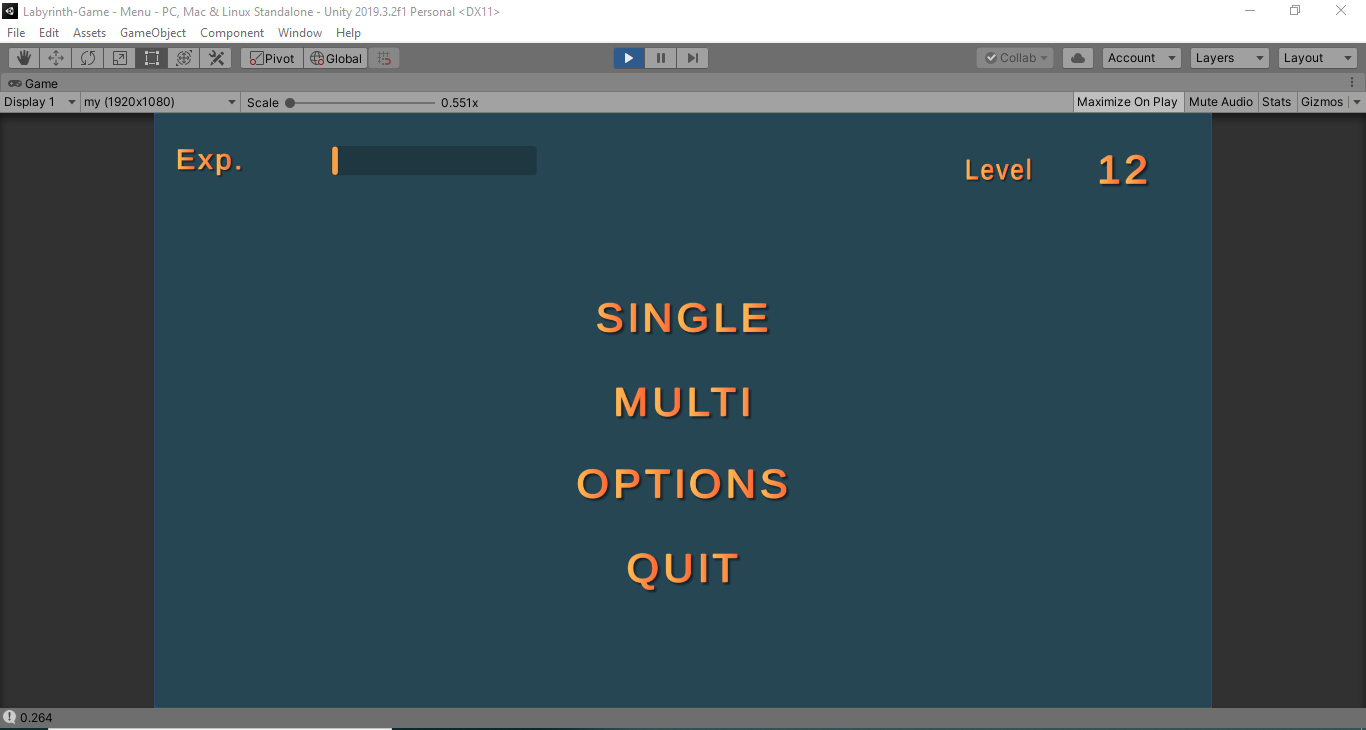 Labyrinth-Game - Menu - PC, Mac & Linux Standalone - Unity 2019.3.2f1 Personal <DX11>
File Edit Assets GameObject Component Window Help
Pivot Global Collab Account Layers Layout
Game
Display 1 my (1920x1080) Scale 0.551x Maximize On Play Mute Audio Stats Gizmos
Exp. Level 12
SINGLE
MULTI
OPTIONS
QUIT
0.264